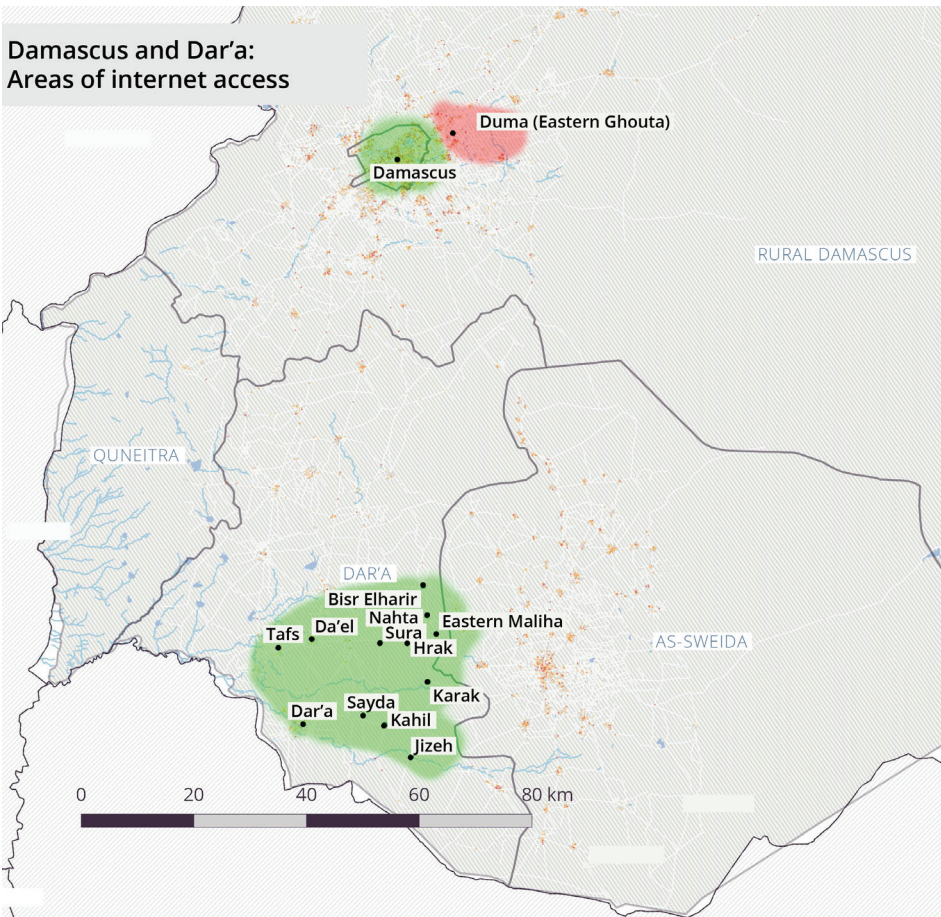 Damascus and Dar’a:
Areas of internet access
Duma (Eastern Ghouta)
Damascus
RURAL DAMASCUS
QUNEITRA
DAR’A
Bisr Elharir
Nahta
Eastern Maliha
Tafs
Da’el
Sura
Hrak
AS-SWEIDA
Karak
Sayda
Dar’a
Kahil
Jizeh
0 20 40 60 80 km